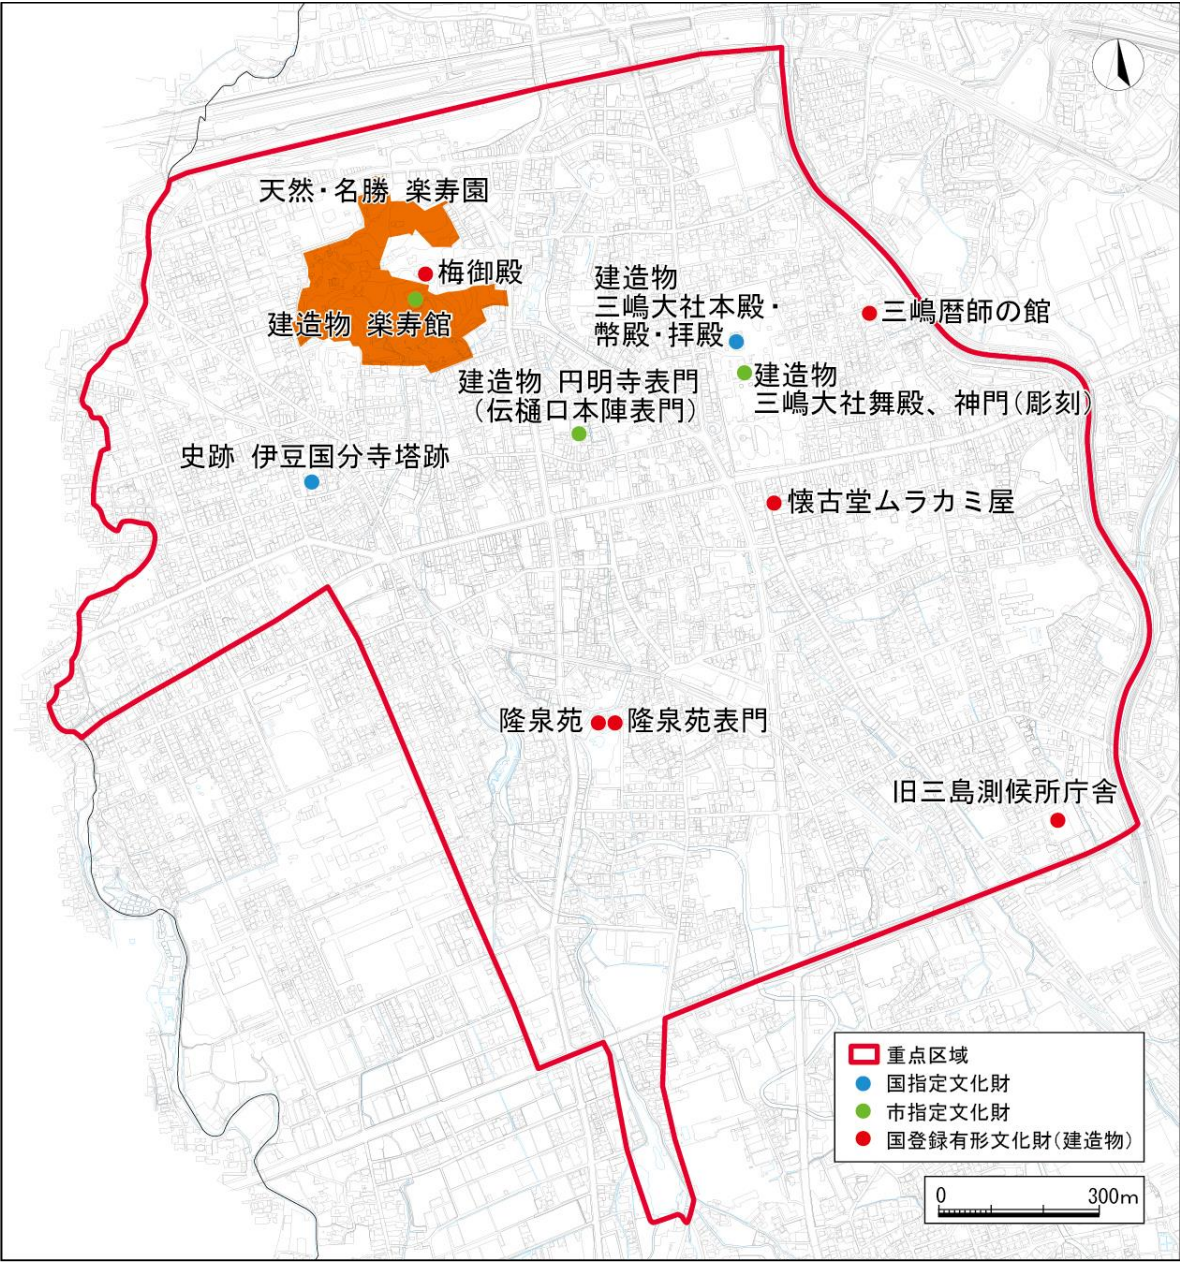 天然・名勝 楽寿園
梅御殿
建造物 楽寿館
建造物
三嶋大社本殿・
幣殿・拝殿
三嶋暦師の館
建造物
三嶋大社舞殿、神門(彫刻)
建造物 円明寺表門
(伝樋口本陣表門)
史跡 伊豆国分寺塔跡
懐古堂ムラカミ屋
隆泉苑
隆泉苑表門
旧三島測候所庁舎
重点区域
国指定文化財
市指定文化財
国登録有形文化財(建造物)
0 300m